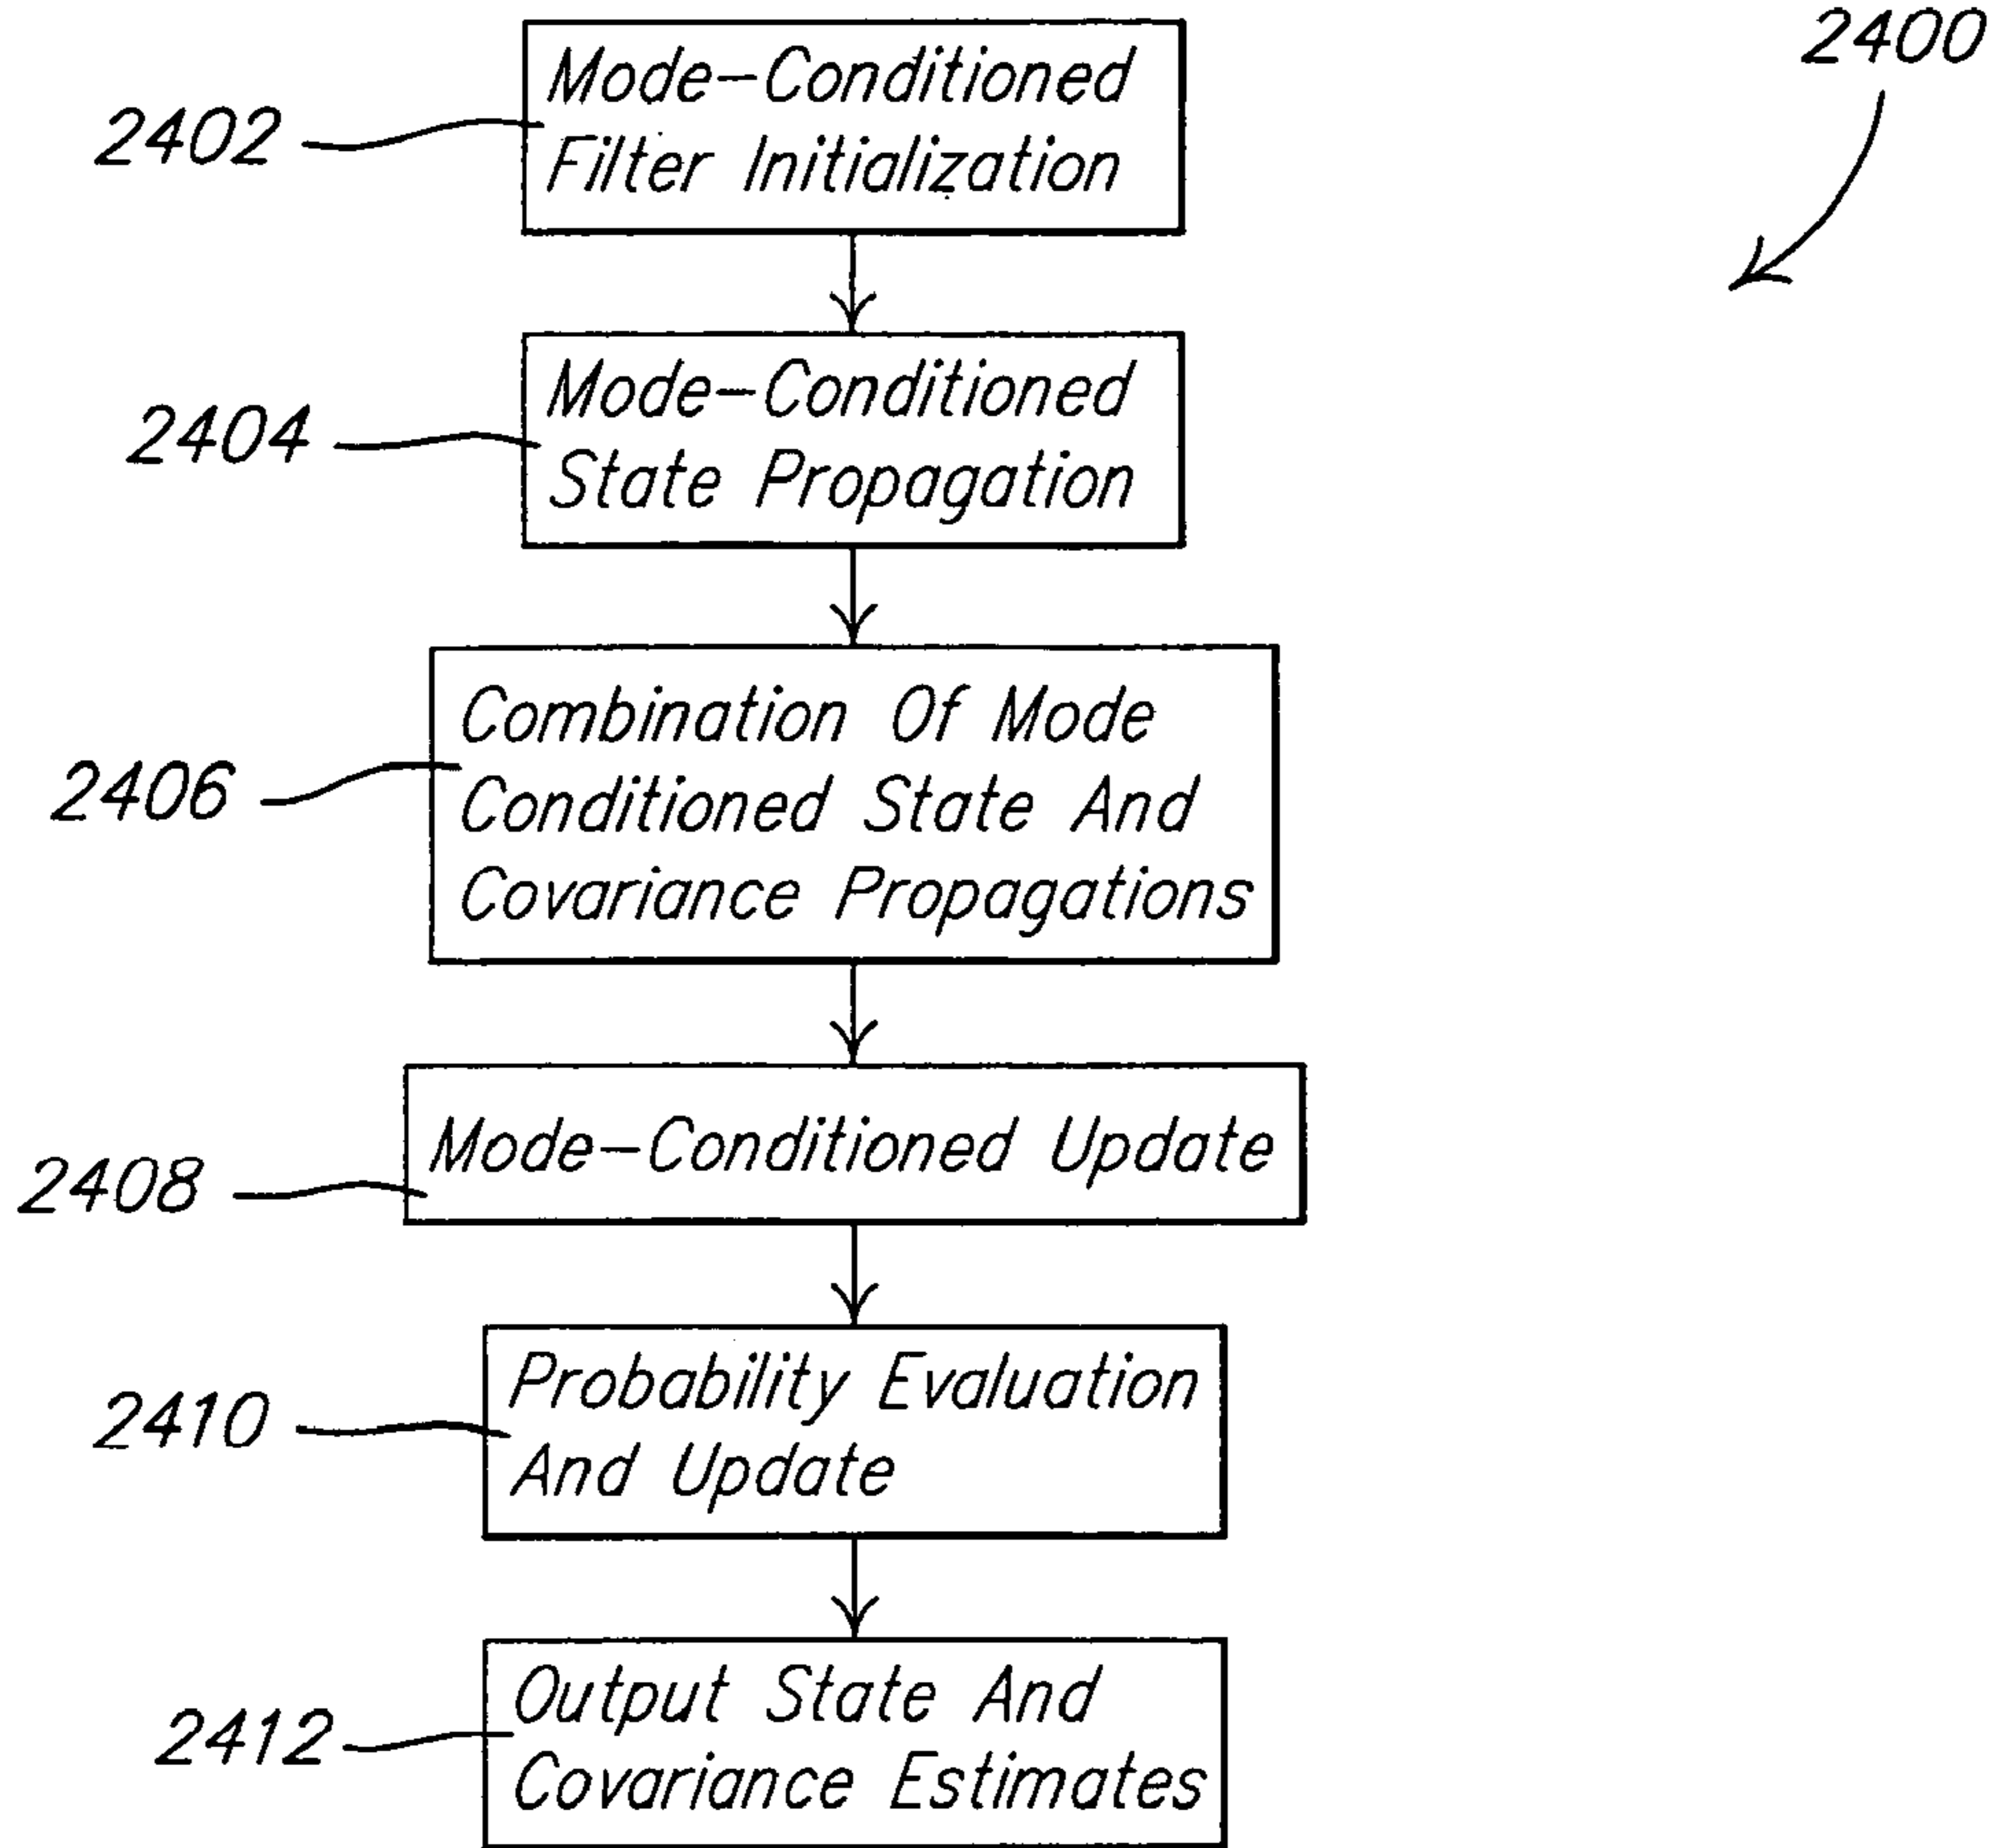 2400
2402
Mode-Conditioned
Filter Initialization
2404
Mode-Conditioned
State Propagation
2406
Combination Of Mode
Conditioned State And
Covariance Propagations
2408
Mode-Conditioned Update
2410
Probability Evaluation
And Update
2412
Output State And
Covariance Estimates